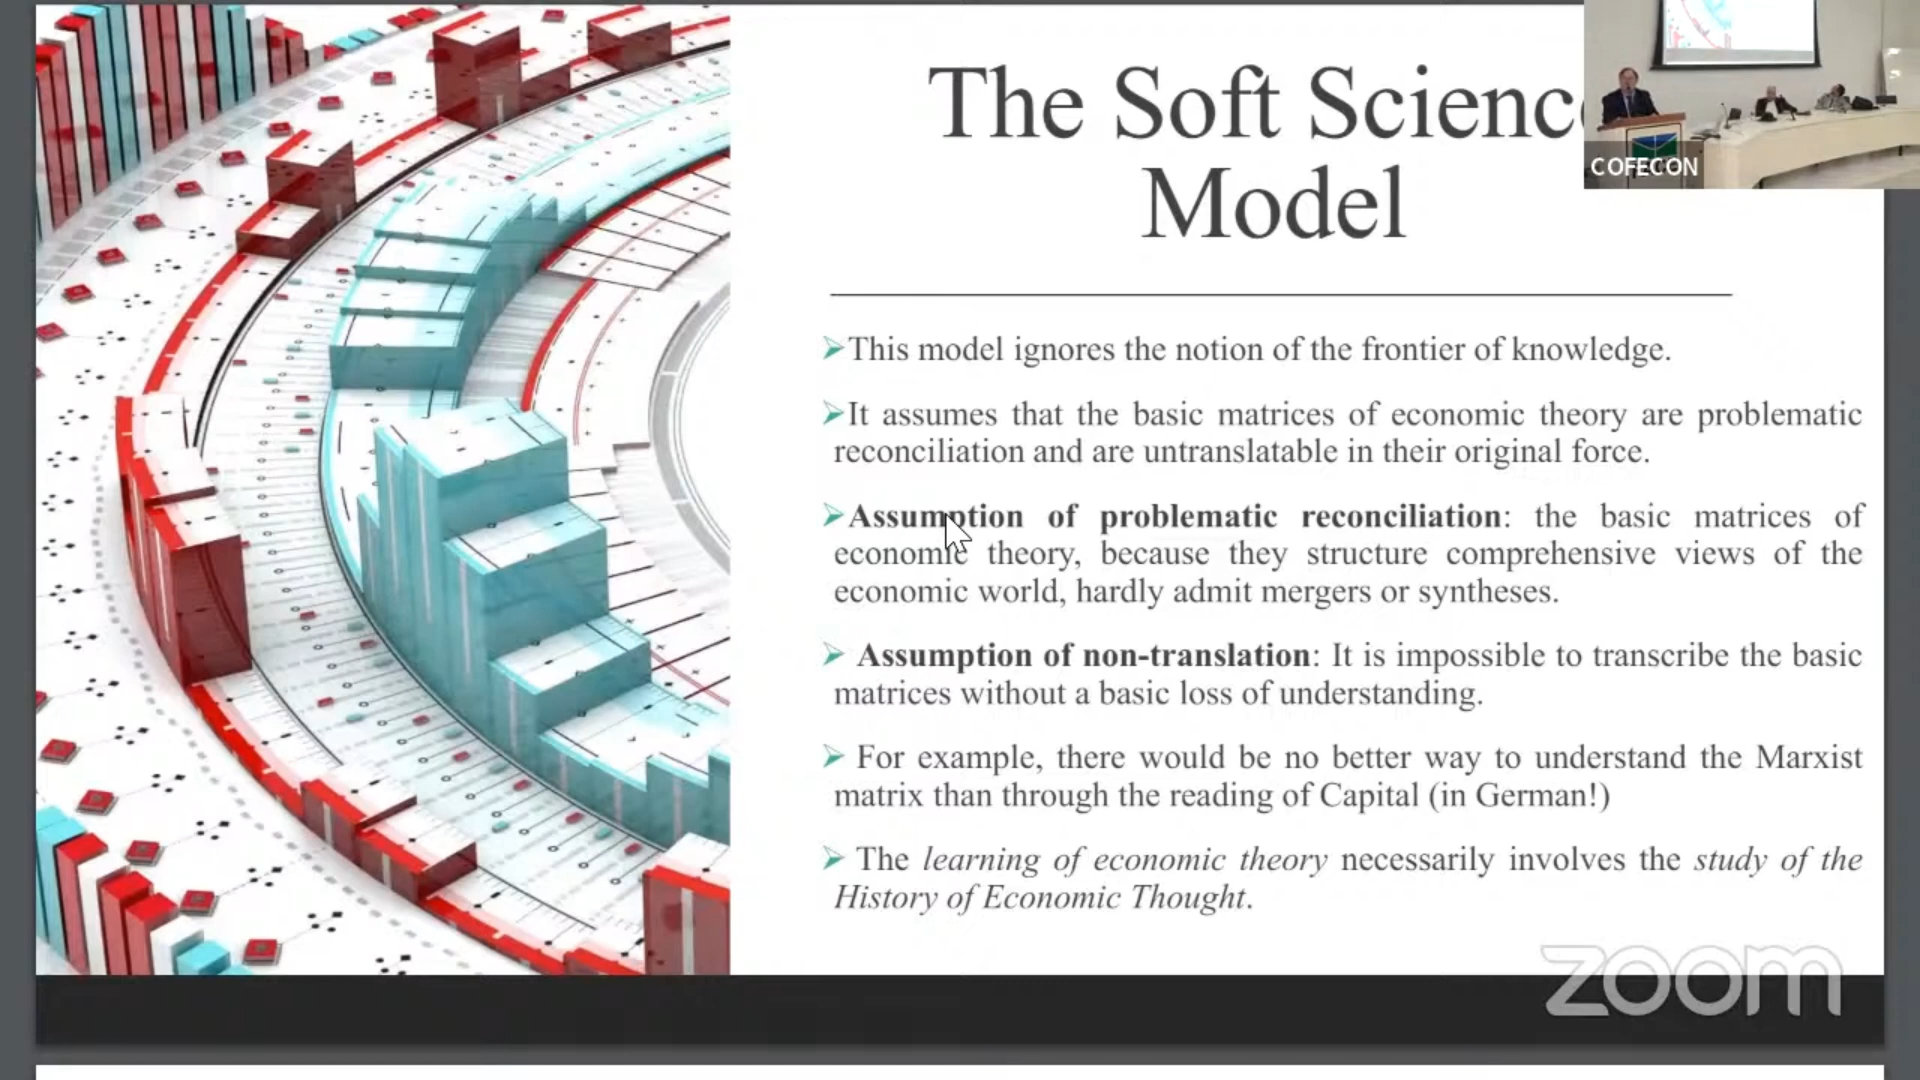 The Soft Scienc
Model
COFECON
➢This model ignores the notion of the frontier of knowledge.
➢It assumes that the basic matrices of economic theory are problematic
reconciliation and are untranslatable in their original force.
➢Assumption of problematic reconciliation: the basic matrices of
economic theory, because they structure comprehensive views of the
economic world, hardly admit mergers or syntheses.
➢ Assumption of non-translation: It is impossible to transcribe the basic
matrices without a basic loss of understanding.
➢ For example, there would be no better way to understand the Marxist
matrix than through the reading of Capital (in German!)
➢ The learning of economic theory necessarily involves the study of the
History of Economic Thought.
zoom